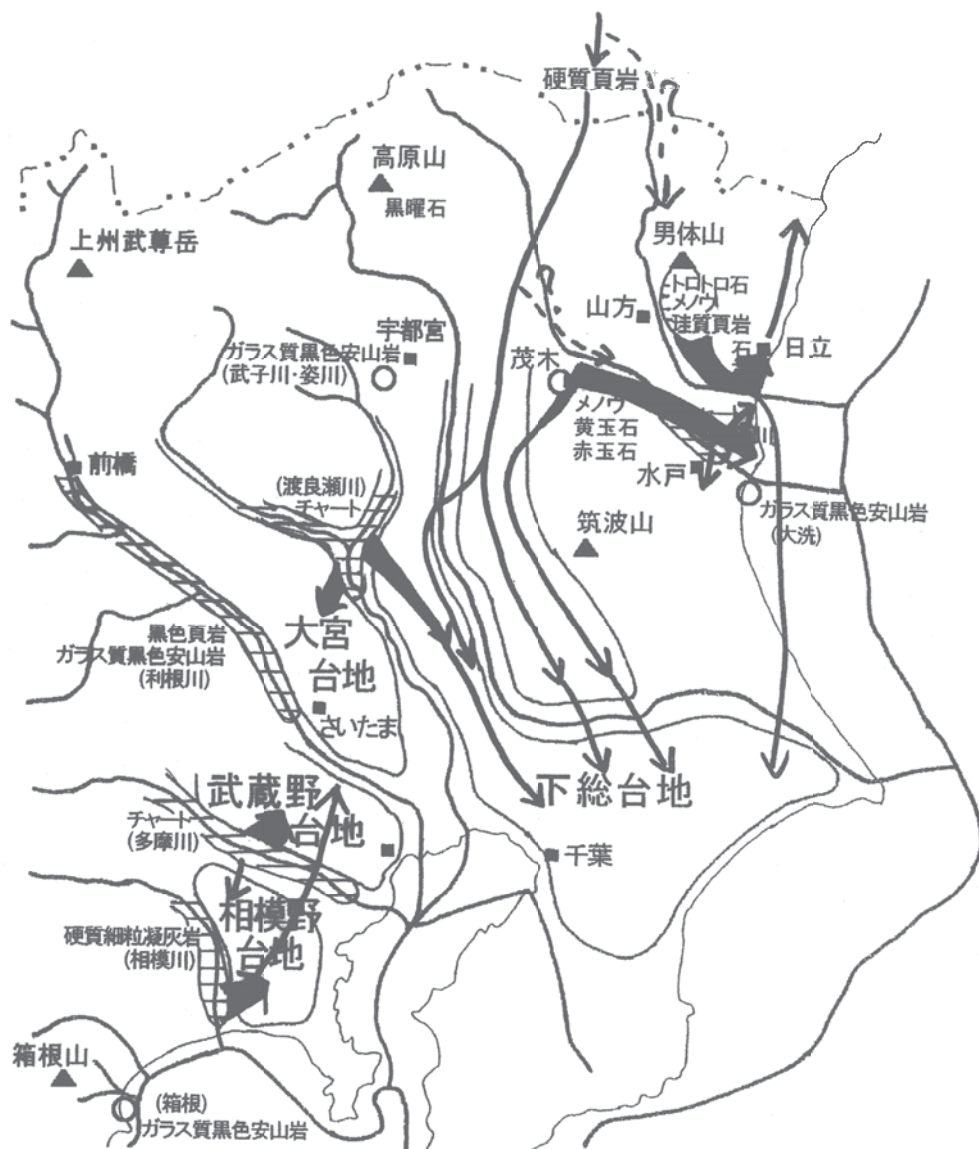 硬質頁岩
高原山
黒曜石
上州武尊岳
男体山
トロトロ石
メノウ
珪質頁岩
石
山方
日立
宇都宮
ガラス質黒色安山岩
(武子川・姿川)
茂木
メノウ
黄玉石
赤玉石
前橋
(渡良瀬川)
チャート
水戸
ガラス質黒色安山岩
(大洗)
筑波山
大宮
台地
黒色頁岩
ガラス質黒色安山岩
(利根川)
さいたま
武蔵野
台地
下総台地
チャート
(多摩川)
千葉
相模野
台地
硬質細粒凝灰岩
(相模川)
箱根山
(箱根)
ガラス質黒色安山岩